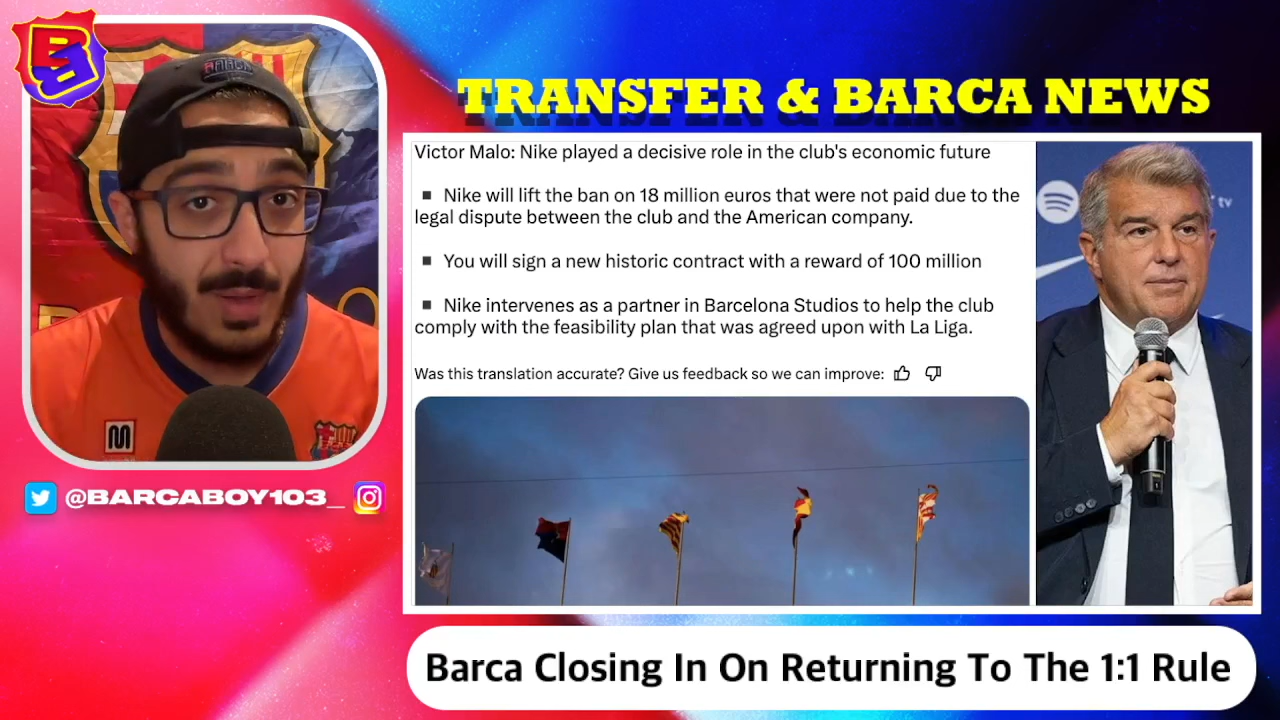 TRANSFER & BARCA NEWS
Victor Malo: Nike played a decisive role in the club's economic future
▪ Nike will lift the ban on 18 million euros that were not paid due to the
legal dispute between the club and the American company.
▪ You will sign a new historic contract with a reward of 100 million
▪ Nike intervenes as a partner in Barcelona Studios to help the club
comply with the feasibility plan that was agreed upon with La Liga.
Was this translation accurate? Give us feedback so we can improve:
tv
@BARCABOY103_
Barca Closing In On Returning To The 1:1 Rule